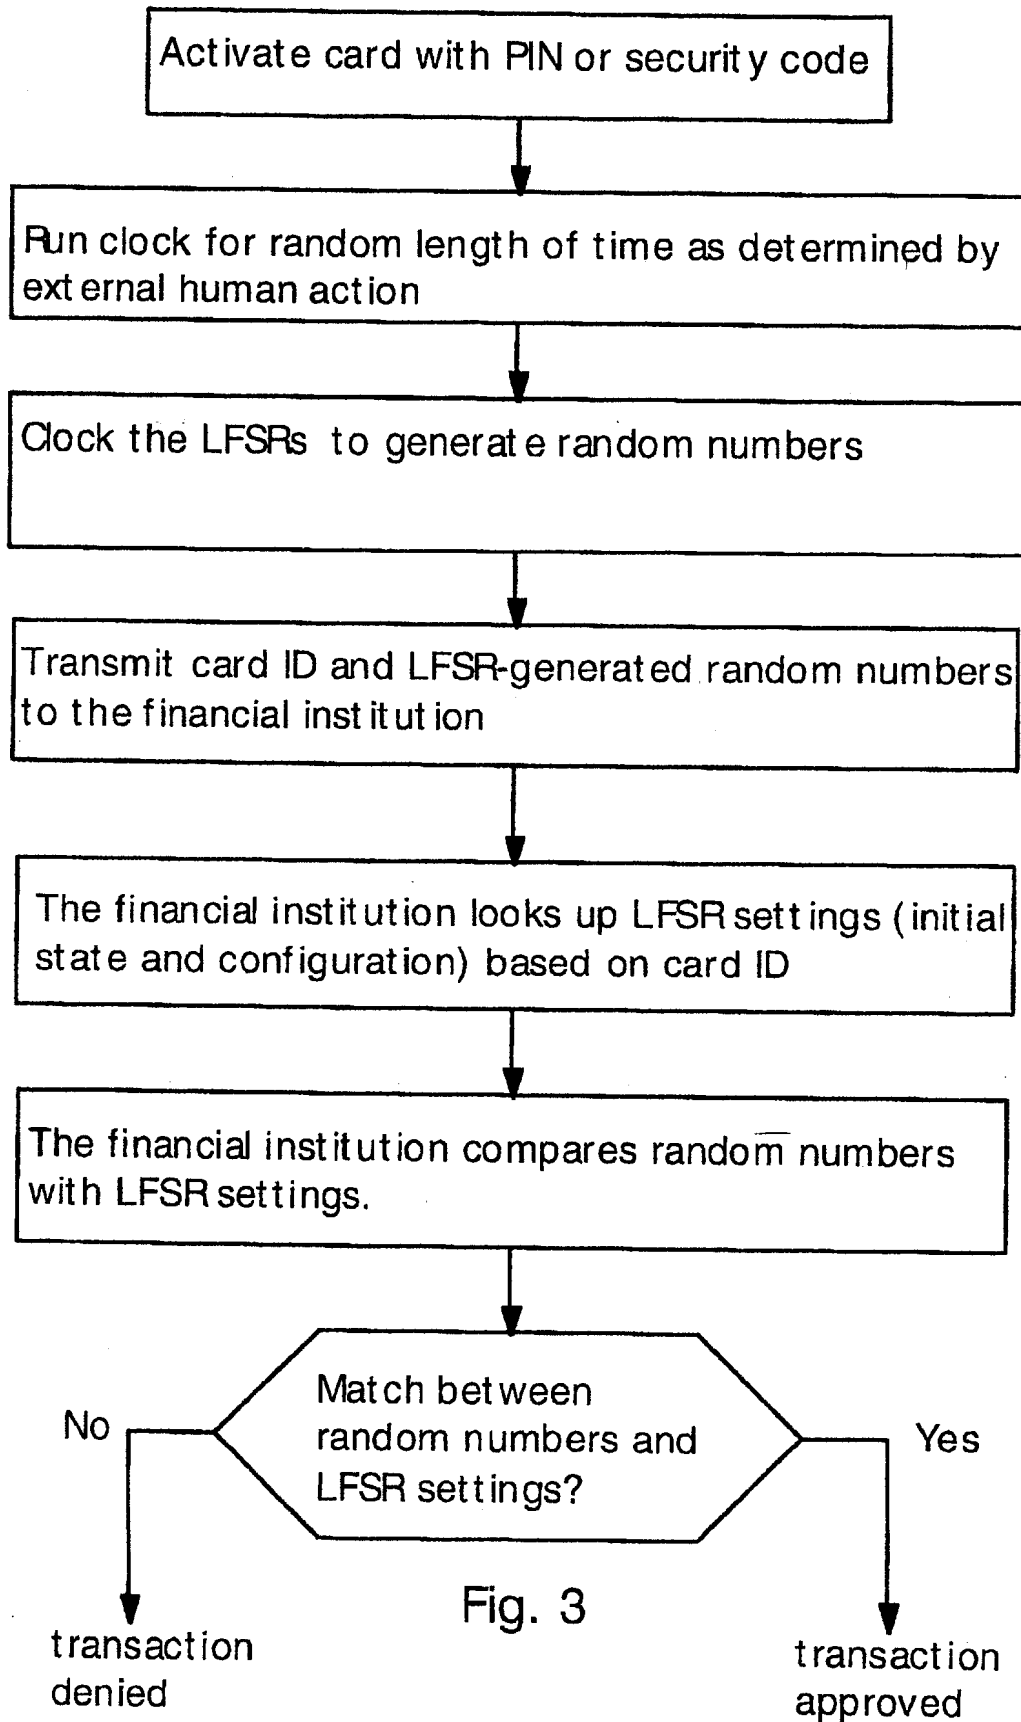 Activate card with PIN or security code
Run clock for random length of time as determined by
external human action
Clock the LFSRs to generate random numbers
Transmit card ID and LFSR-generated random numbers
to the financial institution
The financial institution looks up LFSR settings (initial
state and configuration) based on card ID
The financial institution compares random numbers
with LFSR settings.
Match between
random numbers and
LFSR settings?
No
Yes
Fig. 3
transaction
denied
transaction
approved